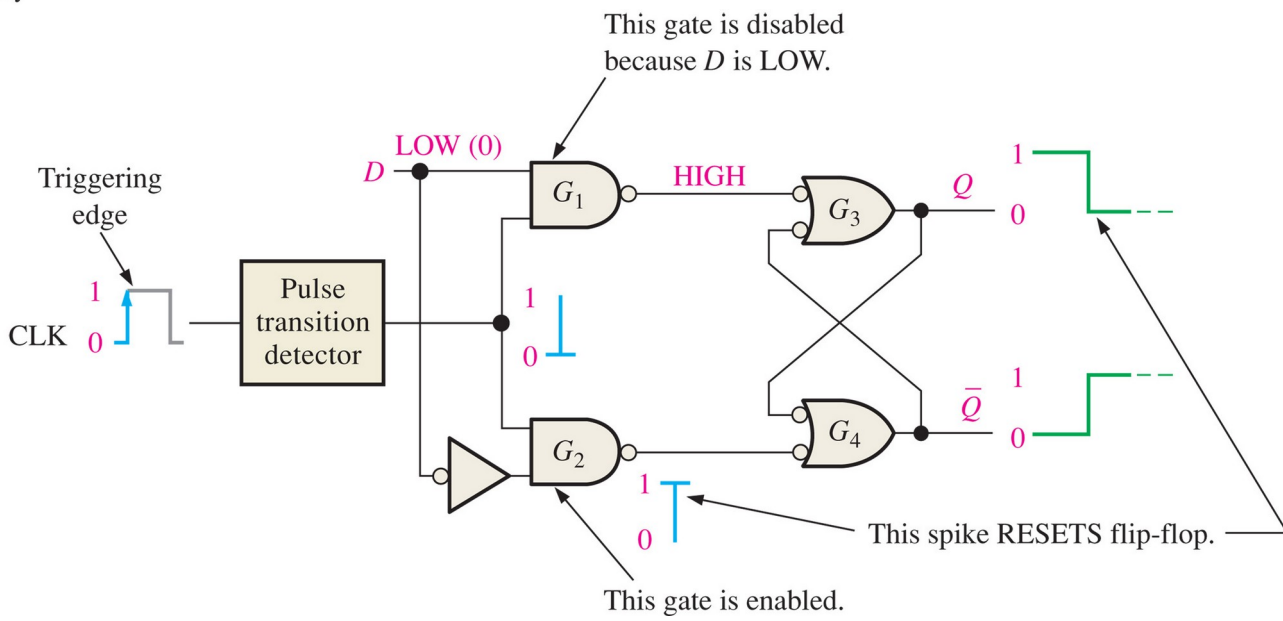 This gate is disabled
because D is LOW.
LOW (0)
D
G1
HIGH
G3
Q
1
0
Triggering
edge
1
CLK 0
Pulse
transition
detector
1
0
G2
G4
Q̅
1
0
1
0
This spike RESETS flip-flop.
This gate is enabled.